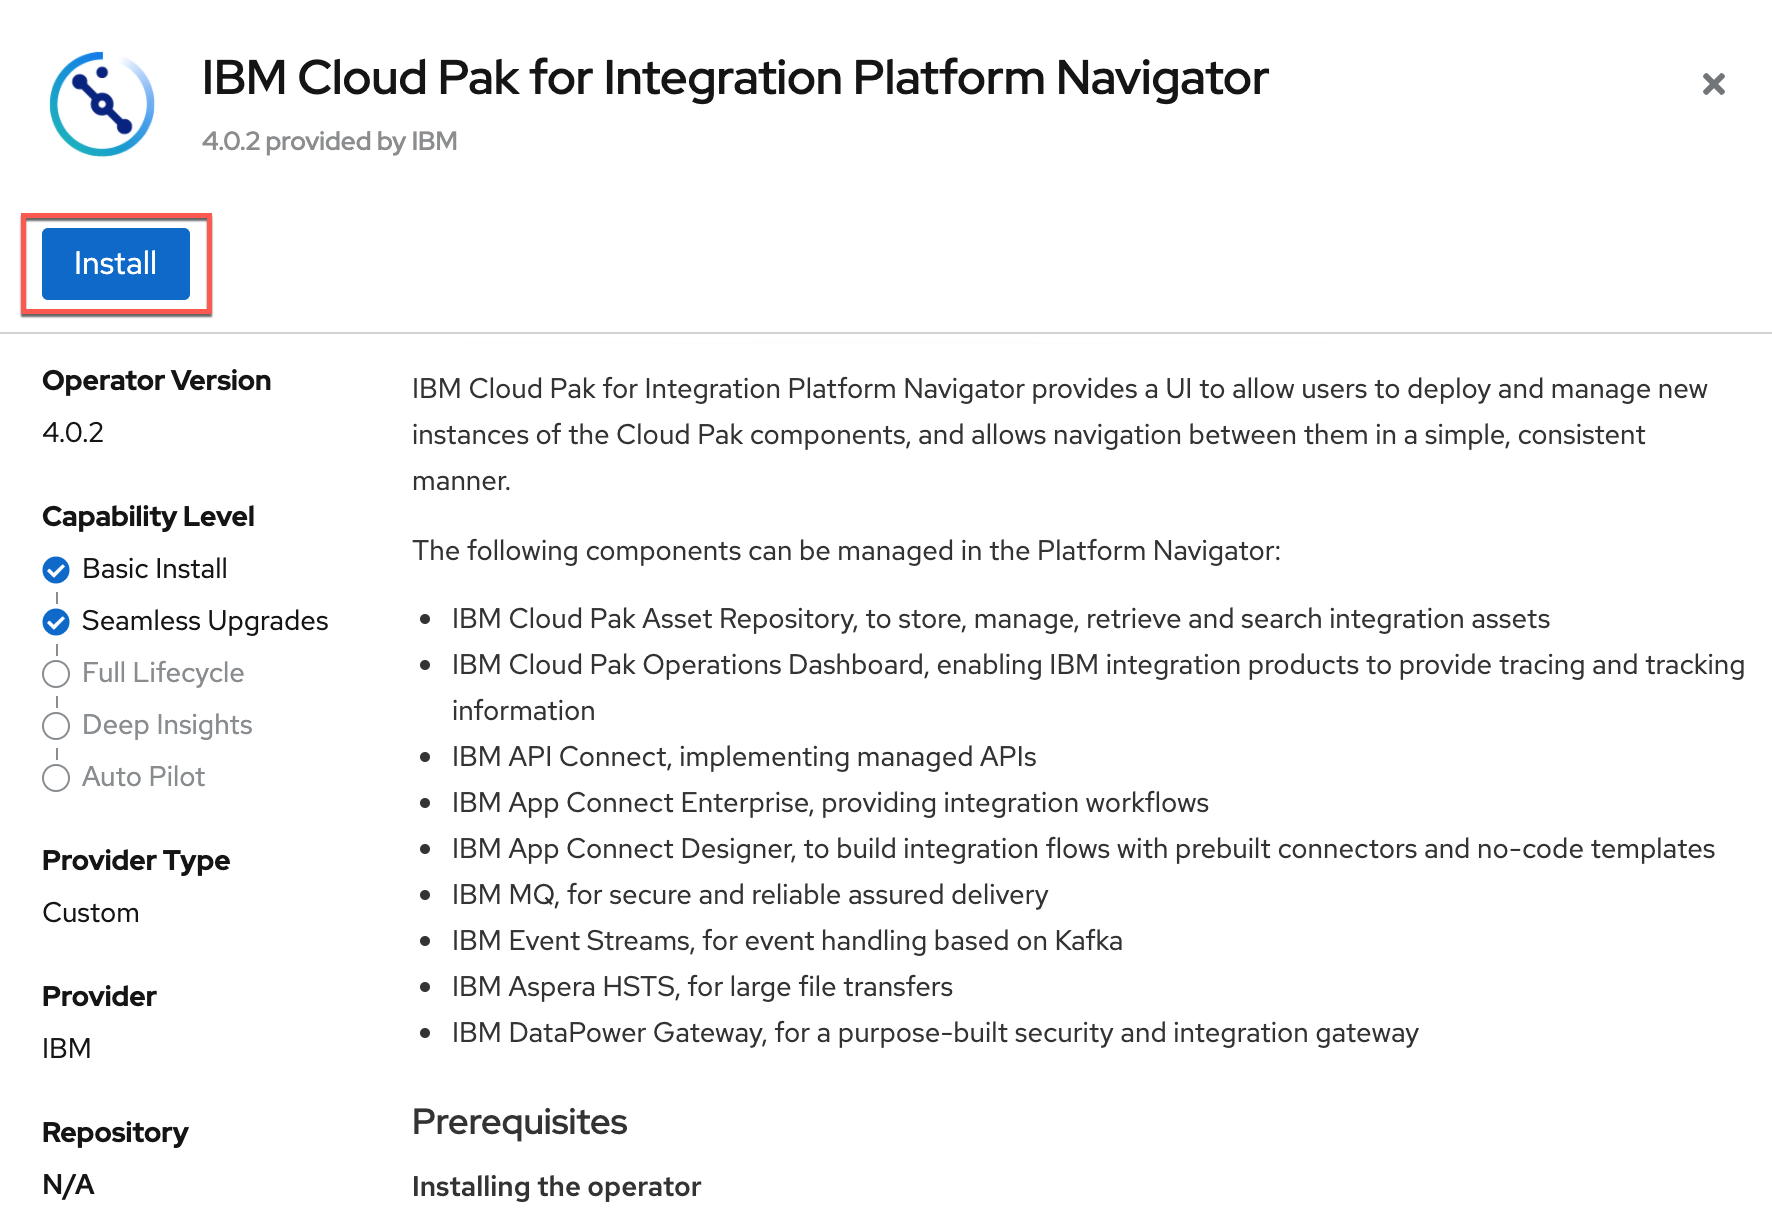 IBM Cloud Pak for Integration Platform Navigator
4.0.2 provided by IBM
Install
Operator Version
4.0.2
Capability Level
Basic Install
Seamless Upgrades
Full Lifecycle
Deep Insights
Auto Pilot
Provider Type
Custom
Provider
IBM
Repository
N/A
IBM Cloud Pak for Integration Platform Navigator provides a UI to allow users to deploy and manage new
instances of the Cloud Pak components, and allows navigation between them in a simple, consistent
manner.
The following components can be managed in the Platform Navigator:
• IBM Cloud Pak Asset Repository, to store, manage, retrieve and search integration assets
• IBM Cloud Pak Operations Dashboard, enabling IBM integration products to provide tracing and tracking
information
• IBM API Connect, implementing managed APIs
• IBM App Connect Enterprise, providing integration workflows
• IBM App Connect Designer, to build integration flows with prebuilt connectors and no-code templates
• IBM MQ, for secure and reliable assured delivery
• IBM Event Streams, for event handling based on Kafka
• IBM Aspera HSTS, for large file transfers
• IBM DataPower Gateway, for a purpose-built security and integration gateway
Prerequisites
Installing the operator